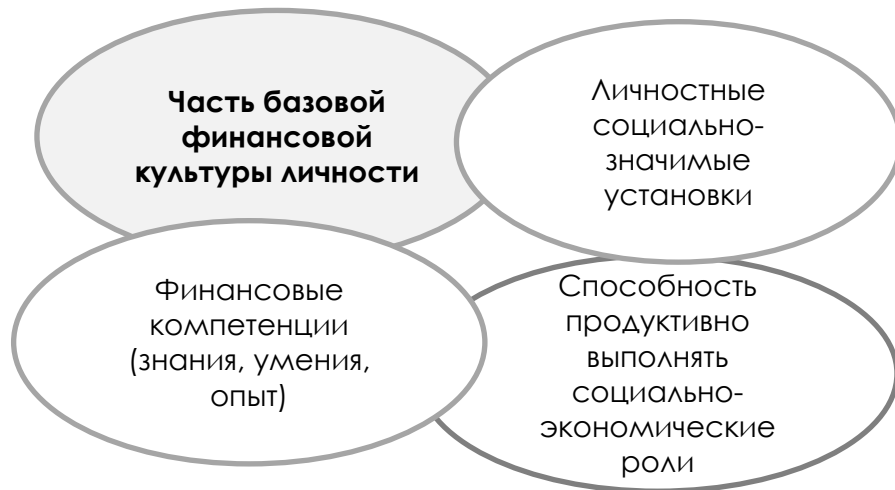 Часть базовой
финансовой
культуры личности
Личностные
социально-
значимые
установки
Финансовые
компетенции
(знания, умения,
опыт)
Способность
продуктивно
выполнять
социально-
экономические
роли